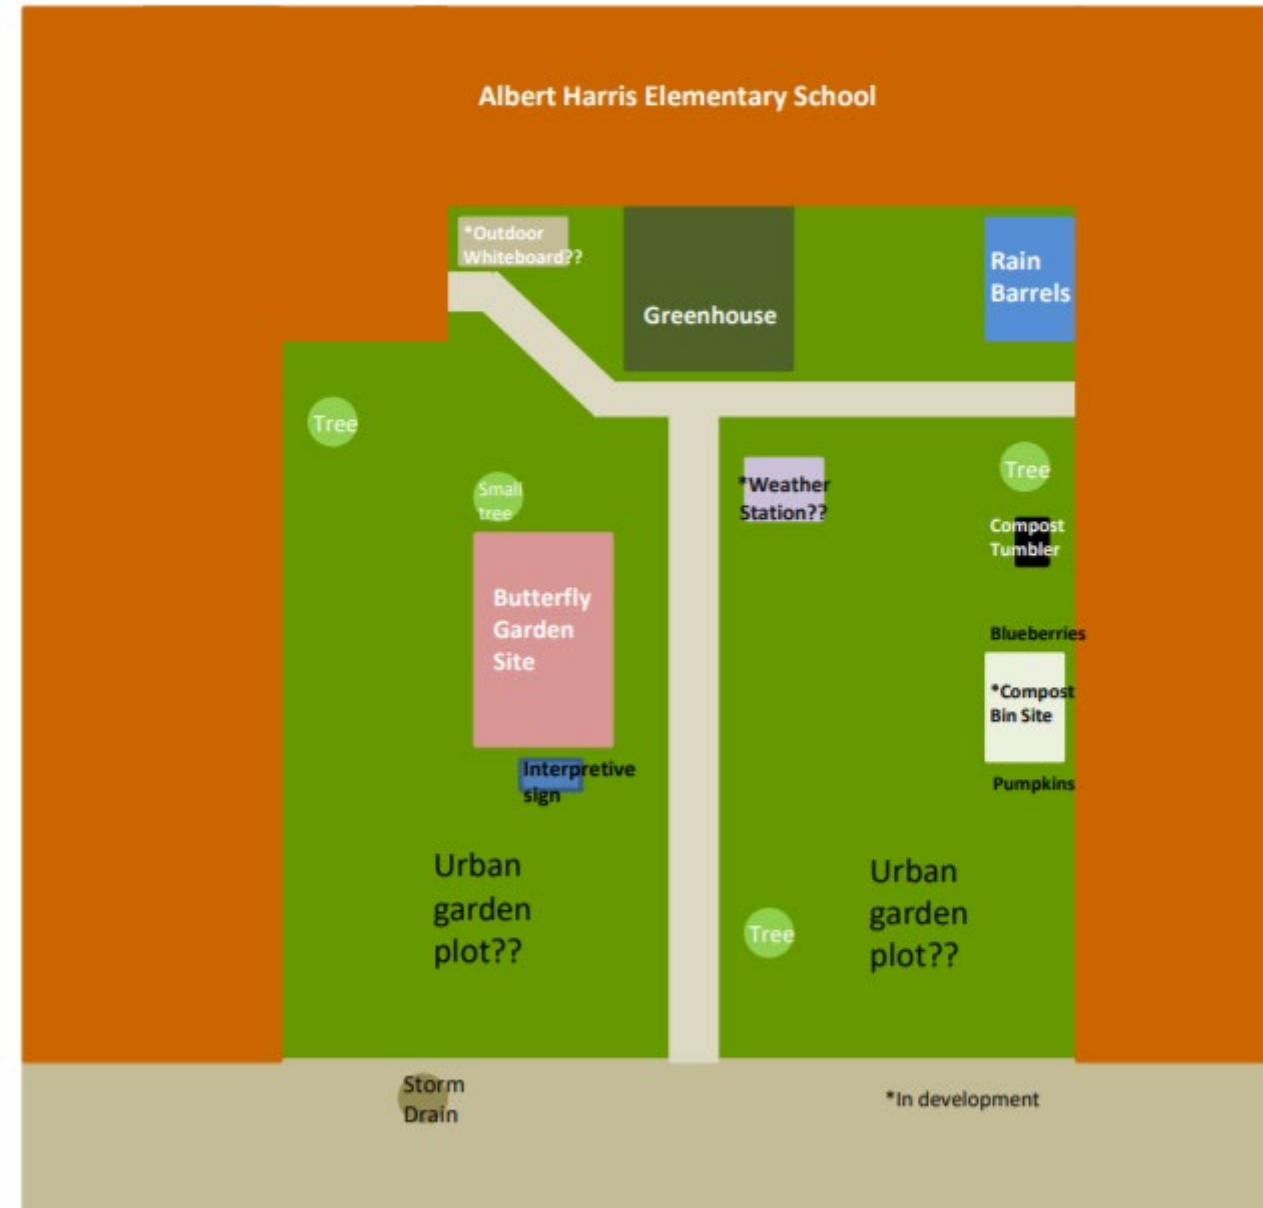 Albert Harris Elementary School
*Outdoor
Whiteboard??
Greenhouse
Rain
Barrels
Tree
Small
tree
*Weather
Station??
Tree
Compost
Tumbler
Butterfly
Garden
Site
Blueberries
*Compost
Bin Site
Interpretive
sign
Pumpkins
Urban
garden
plot??
Tree
Urban
garden
plot??
Storm
Drain
*In development